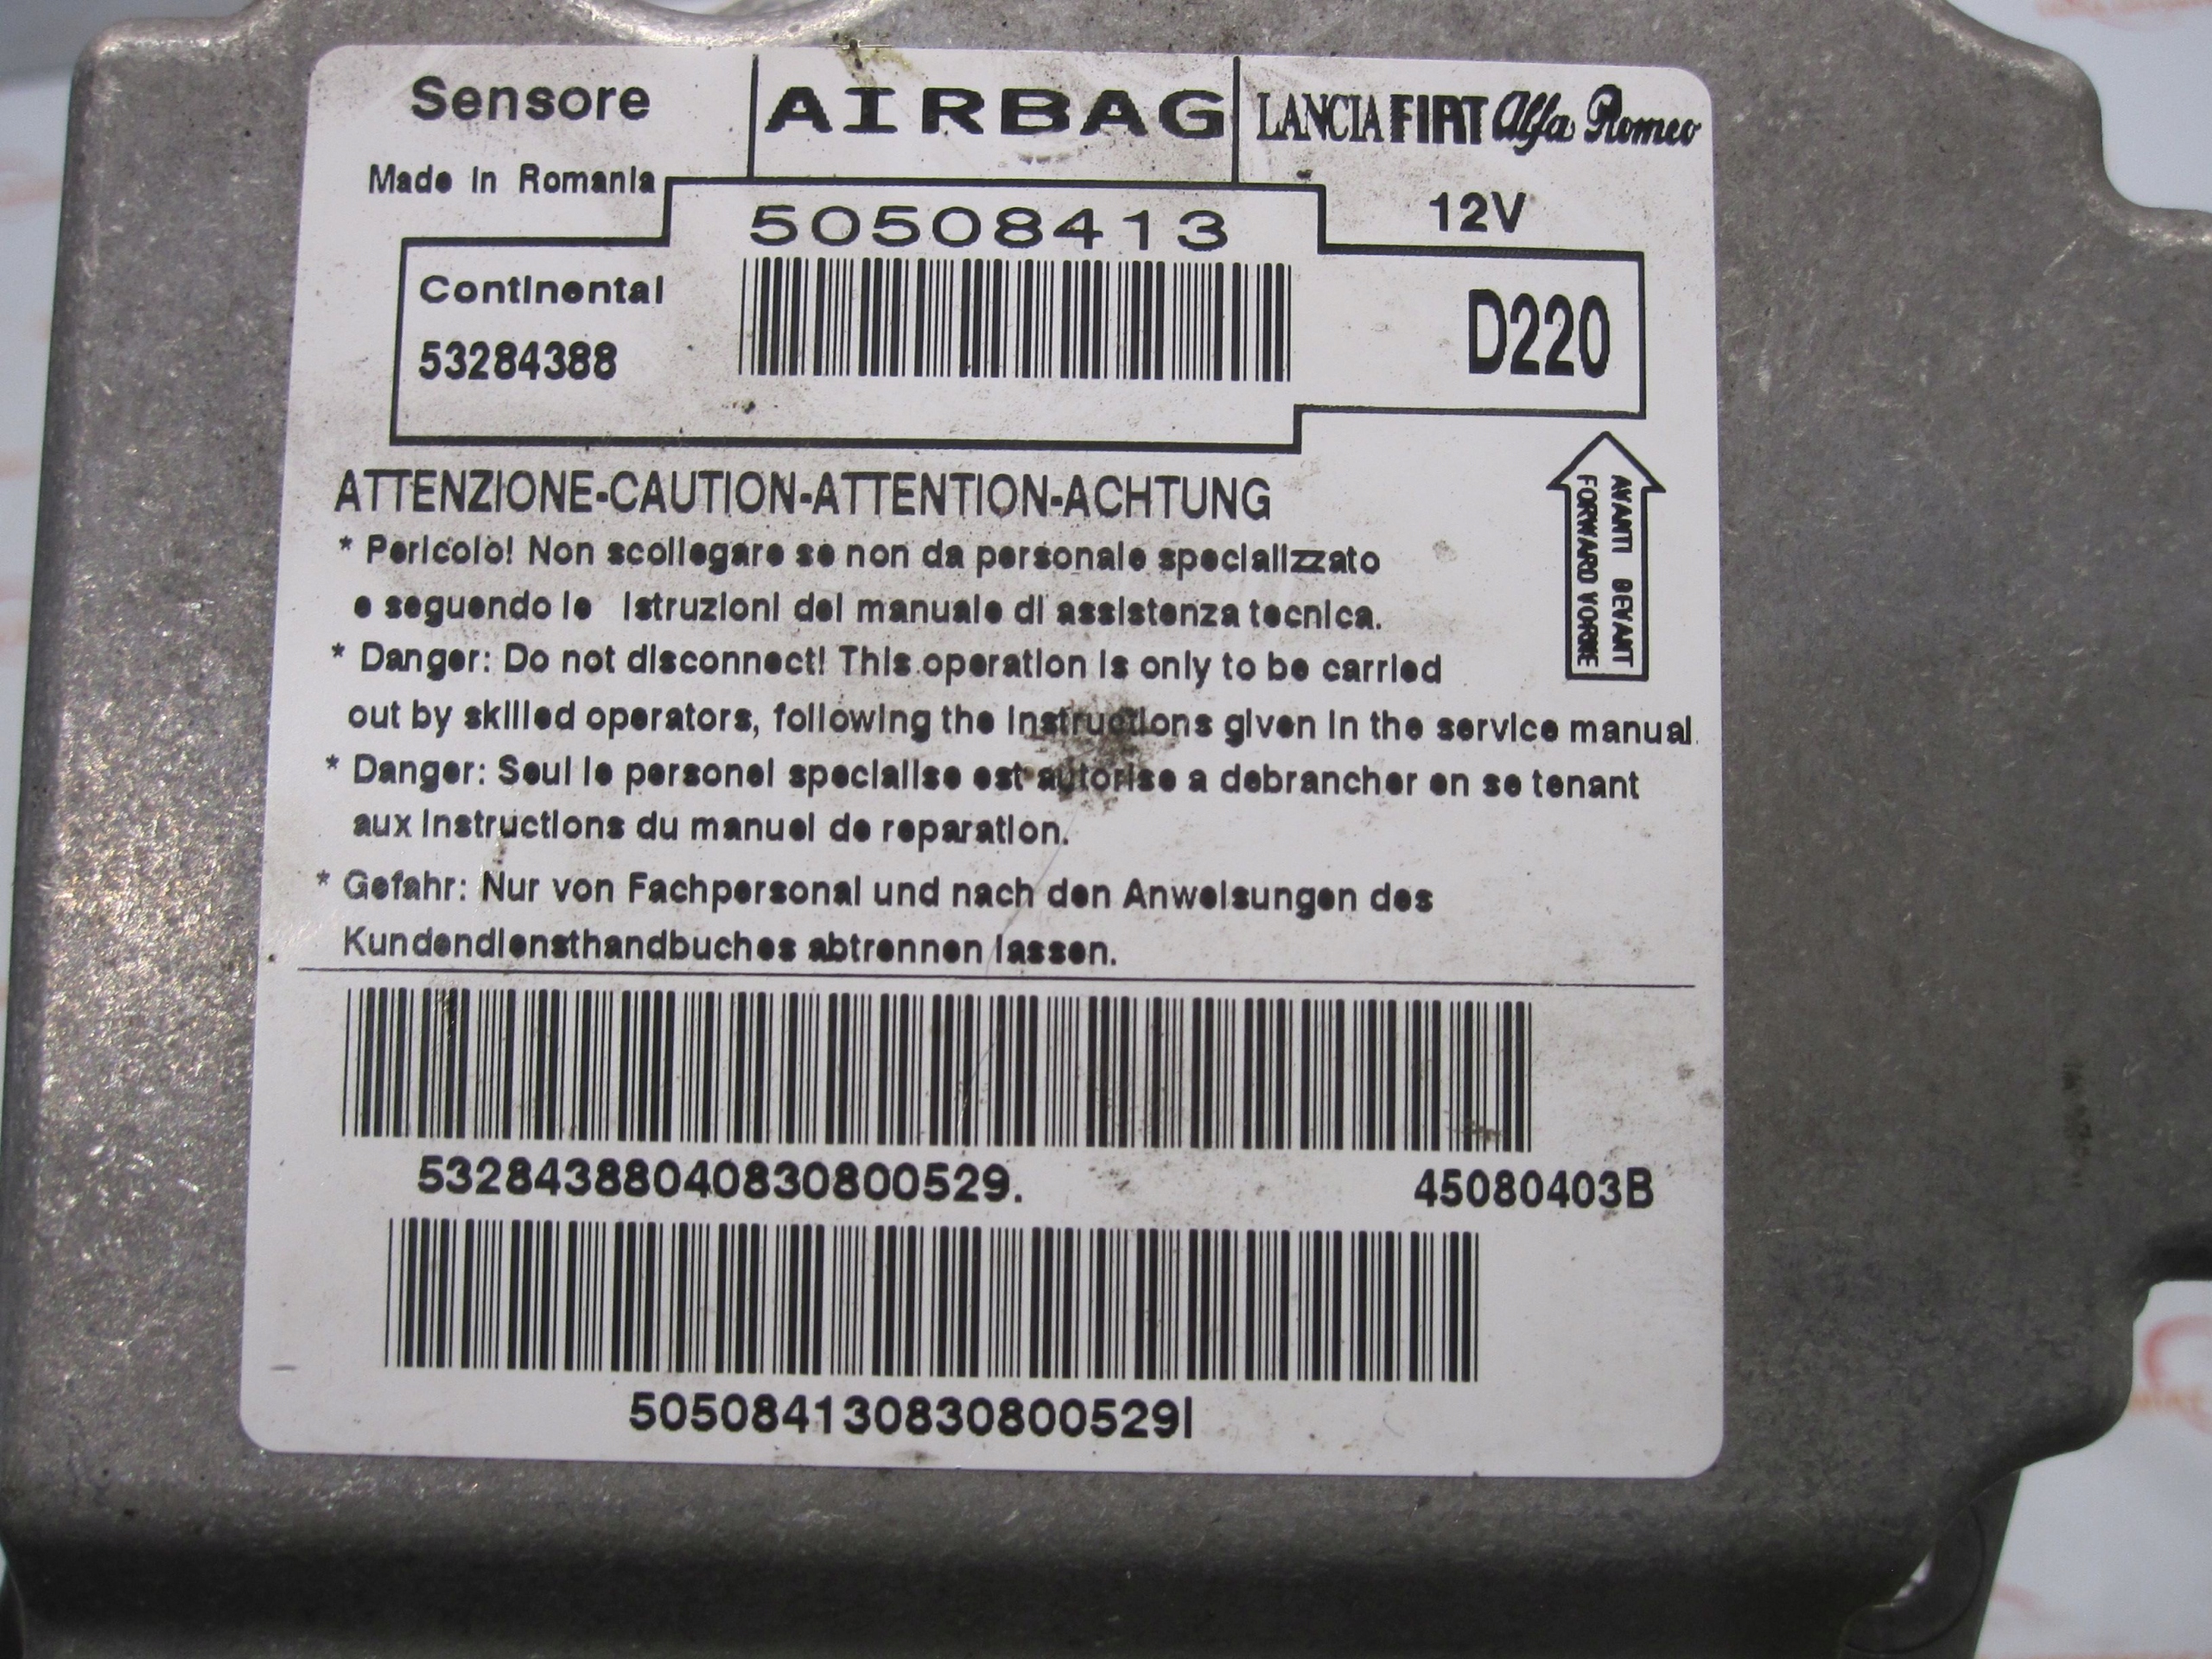 Sensore
AIRBAG
LANCIA FIAT Alfa Romeo
Made in Romania
12V
50508413
Continental
53284388
D220
ATTENZIONE-CAUTION-ATTENTION-ACHTUNG
* Pericolo! Non scollegare se non da personale specializzato
e seguendo le istruzioni del manuale di assistenza tecnica.
* Danger: Do not disconnect! This operation is only to be carried
out by skilled operators, following the instructions given in the service manual.
* Danger: Seul le personel specialise est autorise a debrancher en se tenant
aux instructions du manuel de reparation.
* Gefahr: Nur von Fachpersonal und nach den Anweisungen des
Kundendiensthandbuches abtrennen lassen.
AVANTI DEVANT
FORWARD VORNE
53284388040830800529.
45080403B
505084130830800529I